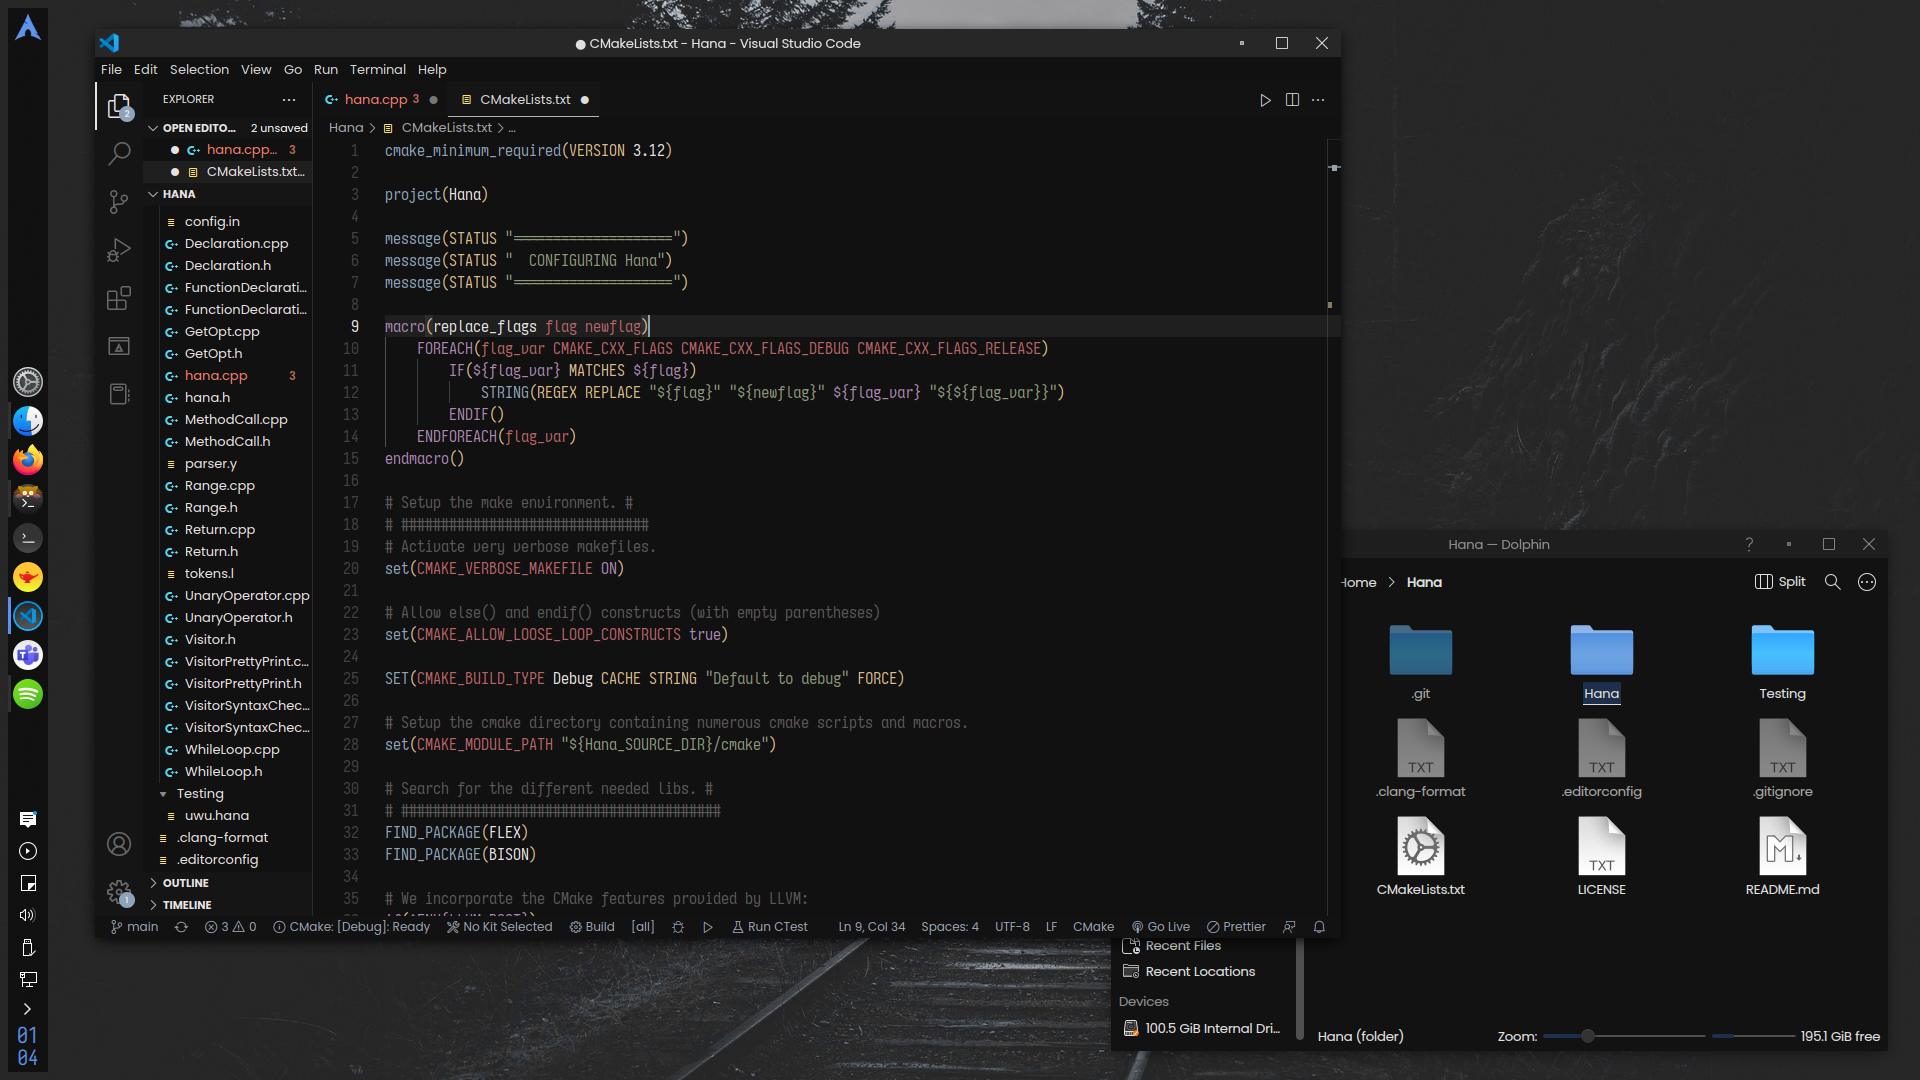 CMakeLists.txt - Hana - Visual Studio Code
File Edit Selection View Go Run Terminal Help
EXPLORER
2
OPEN EDITO... 2 unsaved
hana.cpp... 3
CMakeLists.txt...
HANA
config.in
Declaration.cpp
Declaration.h
FunctionDeclarati...
FunctionDeclarati...
GetOpt.cpp
GetOpt.h
hana.cpp 3
hana.h
MethodCall.cpp
MethodCall.h
parser.y
Range.cpp
Range.h
Return.cpp
Return.h
tokens.l
UnaryOperator.cpp
UnaryOperator.h
Visitor.h
VisitorPrettyPrint.c...
VisitorPrettyPrint.h
VisitorSyntaxChec...
VisitorSyntaxChec...
WhileLoop.cpp
WhileLoop.h
Testing
uwu.hana
.clang-format
.editorconfig
OUTLINE
TIMELINE
1
hana.cpp 3
CMakeLists.txt
Hana > CMakeLists.txt > ...
1 cmake_minimum_required(VERSION 3.12)
2
3 project(Hana)
4
5 message(STATUS "====================")
6 message(STATUS "  CONFIGURING Hana")
7 message(STATUS "====================")
8
9 macro(replace_flags flag newflag)
10 FOREACH(flag_var CMAKE_CXX_FLAGS CMAKE_CXX_FLAGS_DEBUG CMAKE_CXX_FLAGS_RELEASE)
11 IF(${flag_var} MATCHES ${flag})
12 STRING(REGEX REPLACE "${flag}" "${newflag}" ${flag_var} "${${flag_var}}")
13 ENDIF()
14 ENDFOREACH(flag_var)
15 endmacro()
16
17 # Setup the make environment. #
18 # ###############################
19 # Activate very verbose makefiles.
20 set(CMAKE_VERBOSE_MAKEFILE ON)
21
22 # Allow else() and endif() constructs (with empty parentheses)
23 set(CMAKE_ALLOW_LOOSE_LOOP_CONSTRUCTS true)
24
25 SET(CMAKE_BUILD_TYPE Debug CACHE STRING "Default to debug" FORCE)
26
27 # Setup the cmake directory containing numerous cmake scripts and macros.
28 set(CMAKE_MODULE_PATH "${Hana_SOURCE_DIR}/cmake")
29
30 # Search for the different needed libs. #
31 # ########################################
32 FIND_PACKAGE(FLEX)
33 FIND_PACKAGE(BISON)
34
35 # We incorporate the CMake features provided by LLVM:
main 3 0 CMake: [Debug]: Ready No Kit Selected Build [all] Run CTest Ln 9, Col 34 Spaces: 4 UTF-8 LF CMake Go Live Prettier
Hana — Dolphin
Home > Hana
Split
.git
Hana
Testing
TXT
TXT
TXT
.clang-format
.editorconfig
.gitignore
TXT
M
CMakeLists.txt
LICENSE
README.md
Recent Files
Recent Locations
Devices
100.5 GiB Internal Dri...
Hana (folder)
Zoom:
195.1 GiB free
01
04